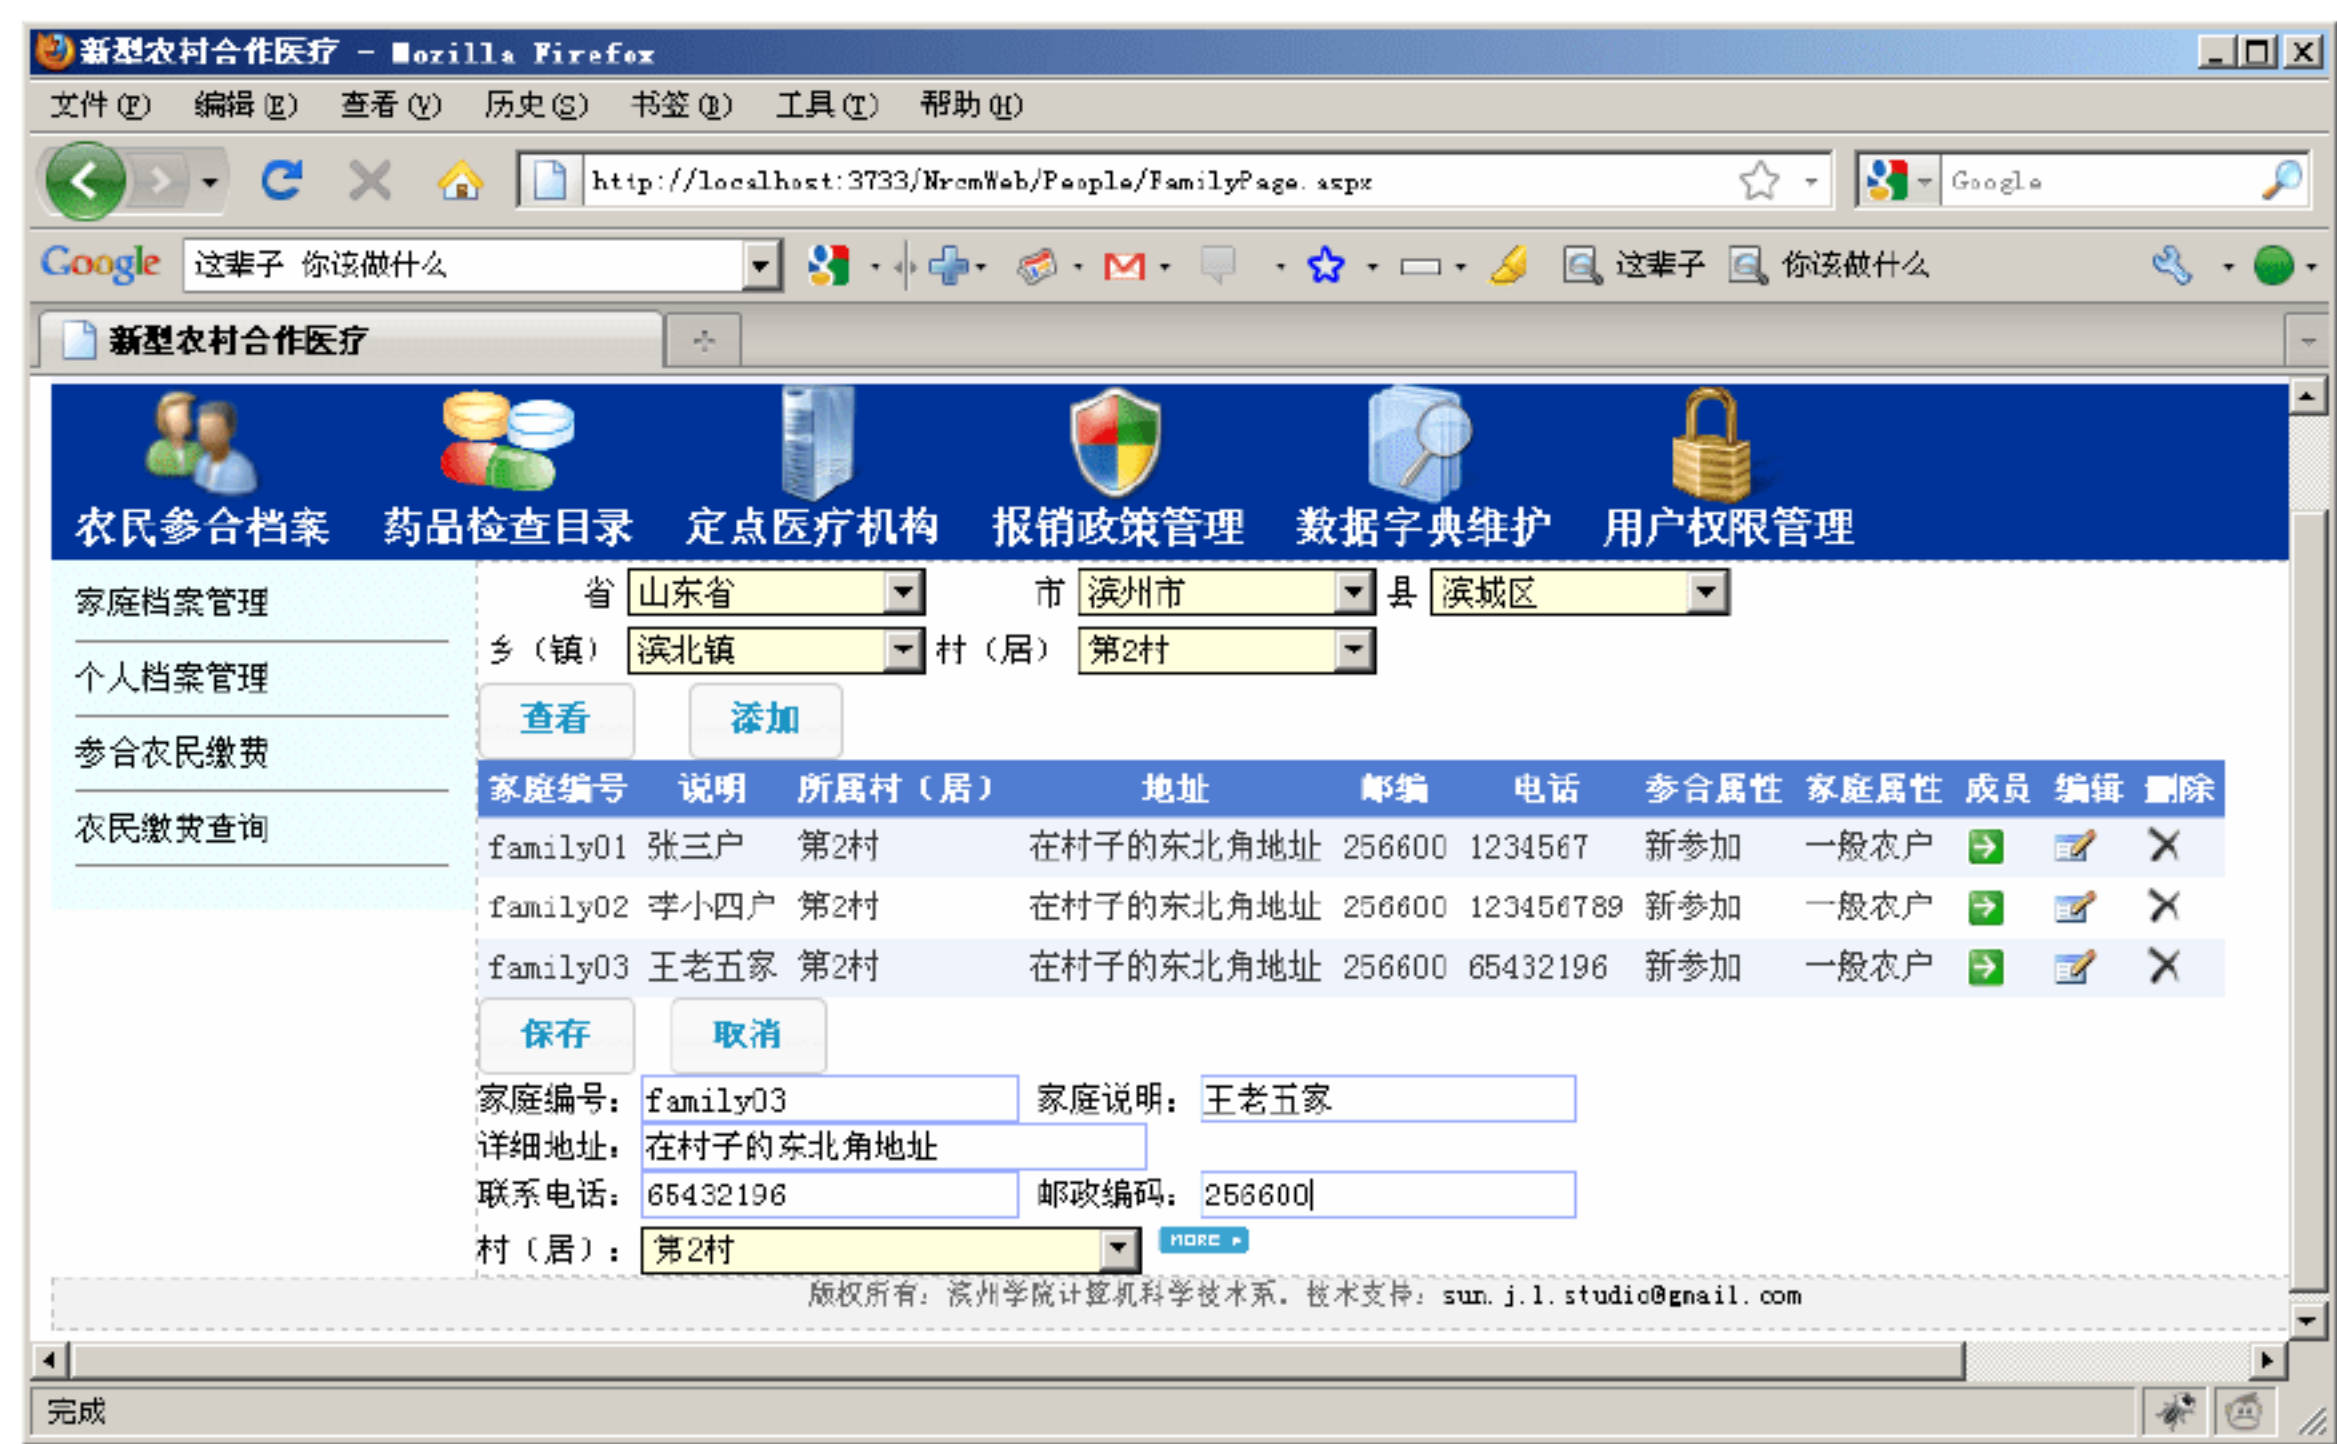 新型农村合作医疗 - Mozilla Firefox
文件(F) 编辑(E) 查看(V) 历史(S) 书签(B) 工具(T) 帮助(H)
http://localhost:3733/NrcmWeb/People/FamilyPage.aspx Google
Google 这辈子 你该做什么 这辈子 你该做什么
新型农村合作医疗
农民参合档案 药品检查目录 定点医疗机构 报销政策管理 数据字典维护 用户权限管理
家庭档案管理
个人档案管理
参合农民缴费
农民缴费查询
省 山东省 市 滨州市 县 滨城区
乡（镇） 滨北镇 村（居） 第2村
查看 添加
家庭编号 说明 所属村（居） 地址 邮编 电话 参合属性 家庭属性 成员 编辑 删除
family01 张三户 第2村 在村子的东北角地址 256600 1234567 新参加 一般农户
family02 李小四户 第2村 在村子的东北角地址 256600 123456789 新参加 一般农户
family03 王老五家 第2村 在村子的东北角地址 256600 65432196 新参加 一般农户
保存 取消
家庭编号： family03 家庭说明： 王老五家
详细地址： 在村子的东北角地址
联系电话： 65432196 邮政编码： 256600
村（居）： 第2村 MORE
版权所有：滨州学院计算机科学技术系。技术支持：sun.j.l.studio@gmail.com
完成